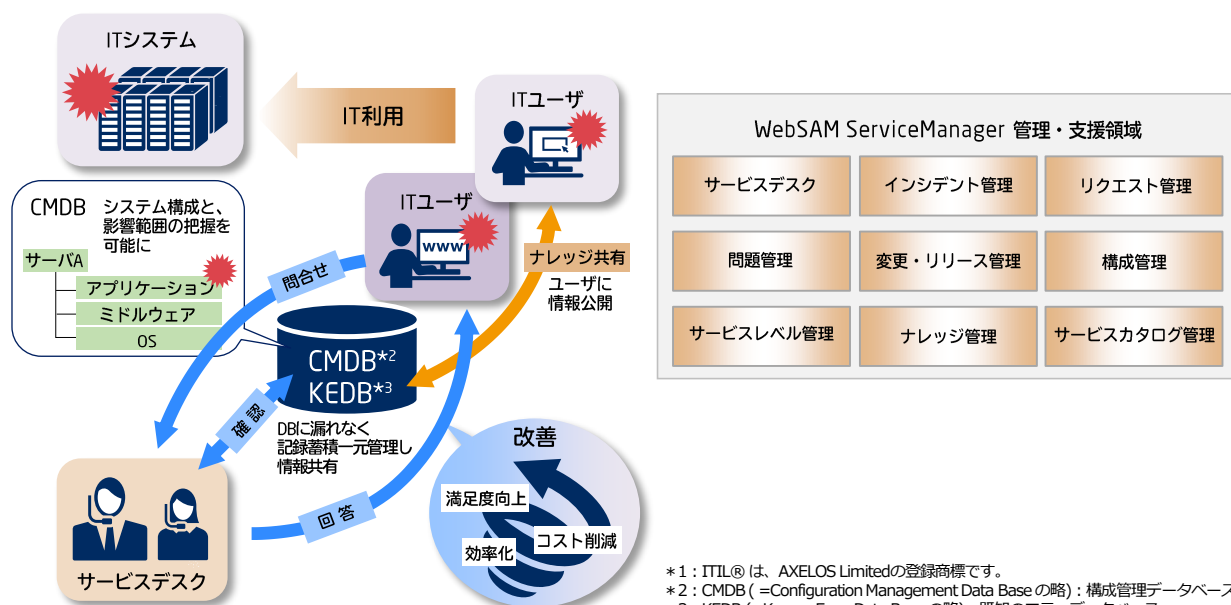 ITシステム
IT利用
ITユーザ
ITユーザ
www
CMDB
システム構成と、
影響範囲の把握を
可能に
サーバA
アプリケーション
ミドルウェア
OS
問合せ
ナレッジ共有
ユーザに
情報公開
CMDB*2
KEDB*3
確認
DBに漏れなく
記録蓄積一元管理し
情報共有
サービスデスク
回答
改善
満足度向上
コスト削減
効率化
WebSAM ServiceManager 管理・支援領域
サービスデスク
インシデント管理
リクエスト管理
問題管理
変更・リリース管理
構成管理
サービスレベル管理
ナレッジ管理
サービスカタログ管理
*1:ITIL® は、AXELOS Limitedの登録商標です。
*2:CMDB ( =Configuration Management Data Base の略):構成管理データベース